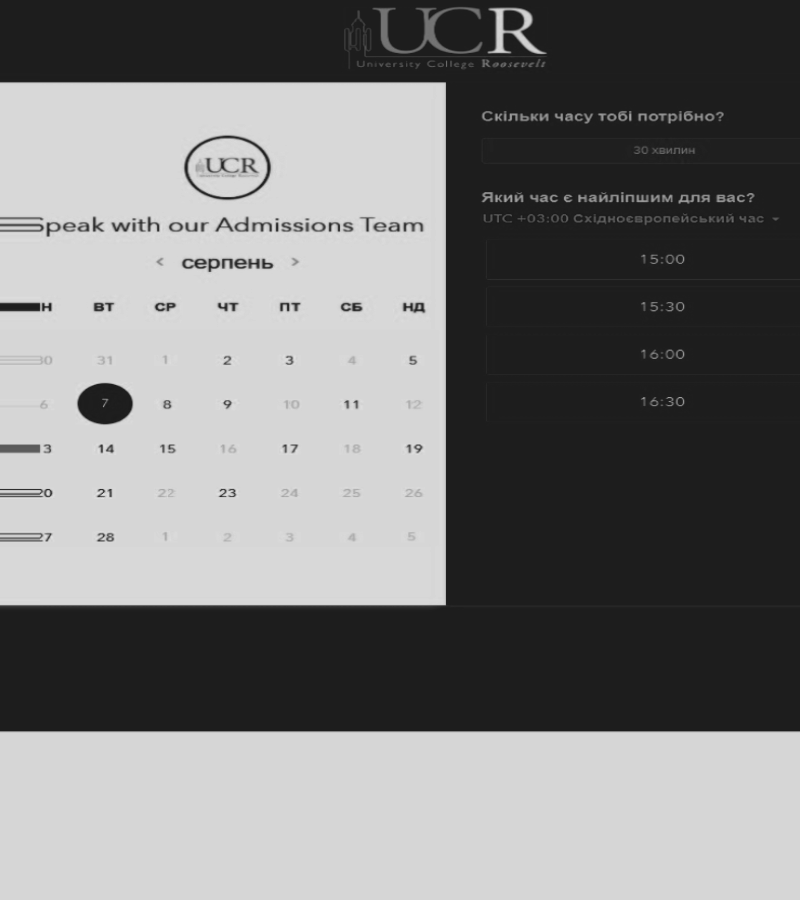 UCR
University College Roosevelt
UCR
Speak with our Admissions Team
< серпень >
Н ВТ СР ЧТ ПТ СБ НД
30 31 1 2 3 4 5
6 7 8 9 10 11 12
3 14 15 16 17 18 19
20 21 22 23 24 25 26
27 28 1 2 3 4 5
Скільки часу тобі потрібно?
30 хвилин
Який час є найліпшим для вас?
UTC +03:00 Східноєвропейський час
15:00
15:30
16:00
16:30